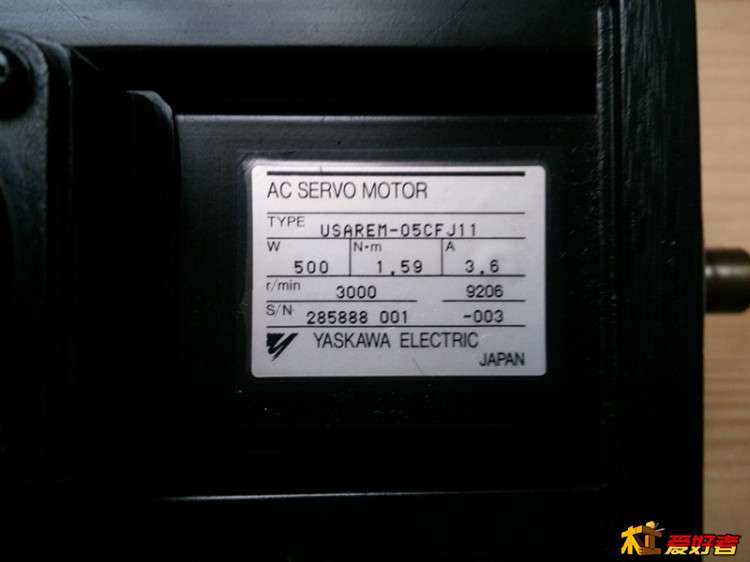 AC SERVO MOTOR
TYPE USAREM-05CFJ11
W 500 N·m 1.59 A 3.6
r/min 3000 9206
S/N 285888 001 -003
YASKAWA ELECTRIC
JAPAN
木工爱好者